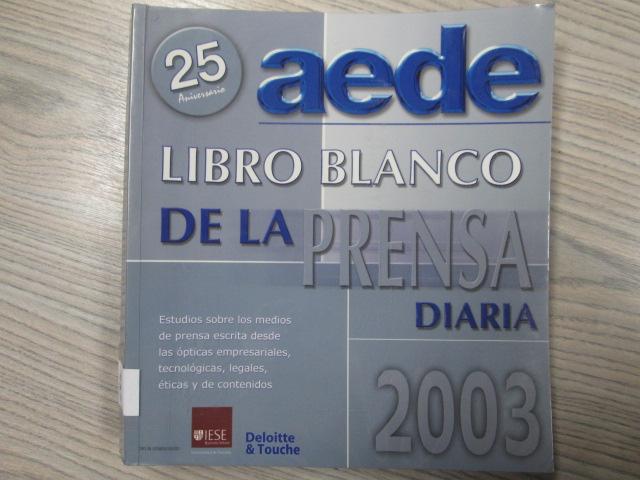 25
Aniversario
aede
LIBRO BLANCO
DE LA PRENSA
DIARIA
Estudios sobre los medios
de prensa escrita desde
las ópticas empresariales,
tecnológicas, legales,
éticas y de contenidos
2003
IESE
Deloitte
& Touche